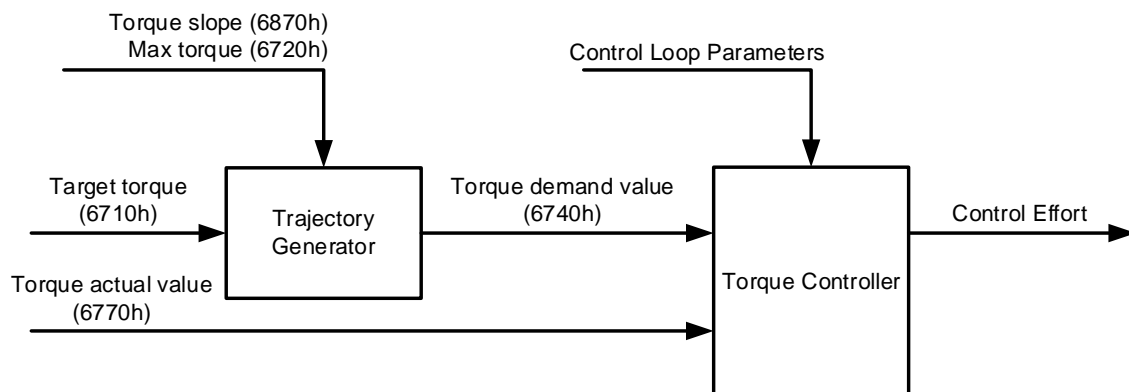 Torque slope (6870h)
Max torque (6720h)
Control Loop Parameters
Target torque
(6710h)
Trajectory
Generator
Torque demand value
(6740h)
Control Effort
Torque actual value
(6770h)
Torque Controller